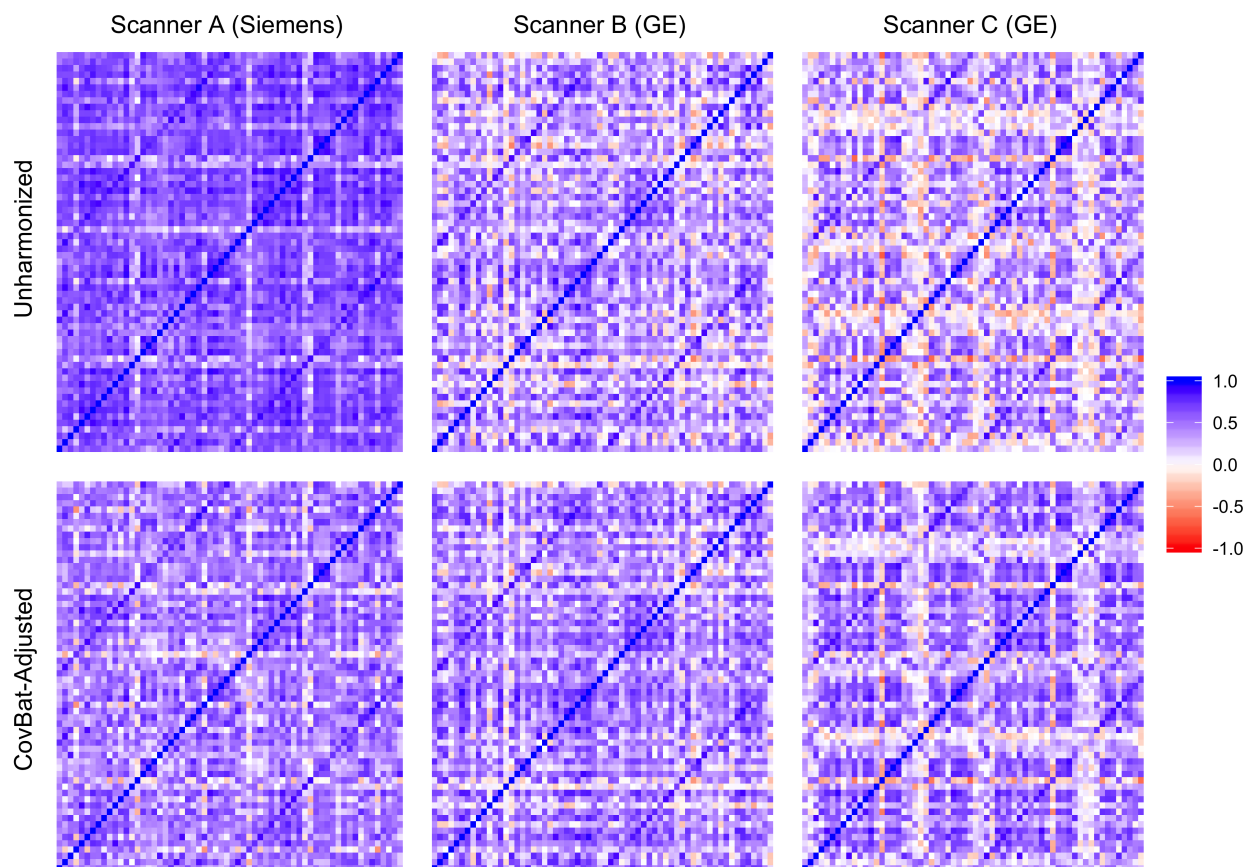 Scanner A (Siemens)
Scanner B (GE)
Scanner C (GE)
Unharmonized
CovBat-Adjusted
1.0
0.5
0.0
-0.5
-1.0